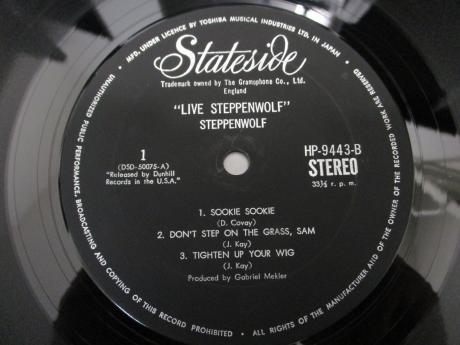 • MFD. UNDER LICENCE BY TOSHIBA MUSICAL INDUSTRIES LTD. IN JAPAN •
Stateside
Trademark owned by The Gramophone Co., Ltd.
England
"LIVE STEPPENWOLF"
STEPPENWOLF
1
(DSD-50075-A)
"Released by Dunhill
Records in the U.S.A."
HP-9443-B
STEREO
33⅓ r. p. m.
1. SOOKIE SOOKIE
(D. Covay)
2. DON'T STEP ON THE GRASS, SAM
(J. Kay)
3. TIGHTEN UP YOUR WIG
(J. Kay)
Produced by Gabriel Mekler
UNAUTHORIZED PUBLIC PERFORMANCE, BROADCASTING AND COPYING OF THIS RECORD PROHIBITED • ALL RIGHTS OF THE MANUFACTURER AND OF THE OWNER OF THE RECORDED WORK ARE RESERVED